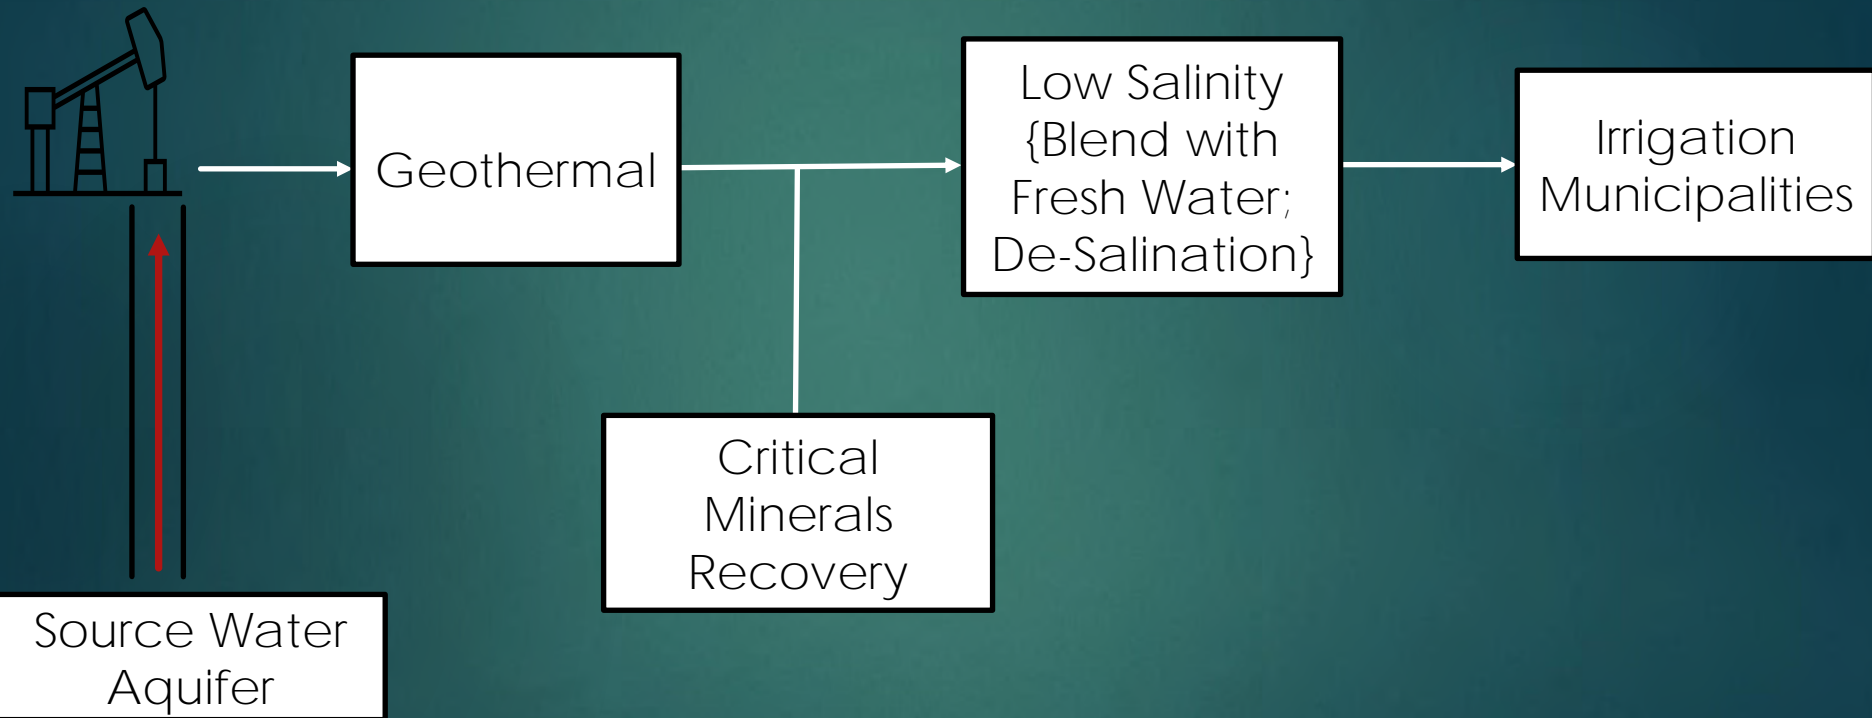 Geothermal
Low Salinity
{Blend with
Fresh Water;
De-Salination}
Irrigation
Municipalities
Critical
Minerals
Recovery
Source Water
Aquifer